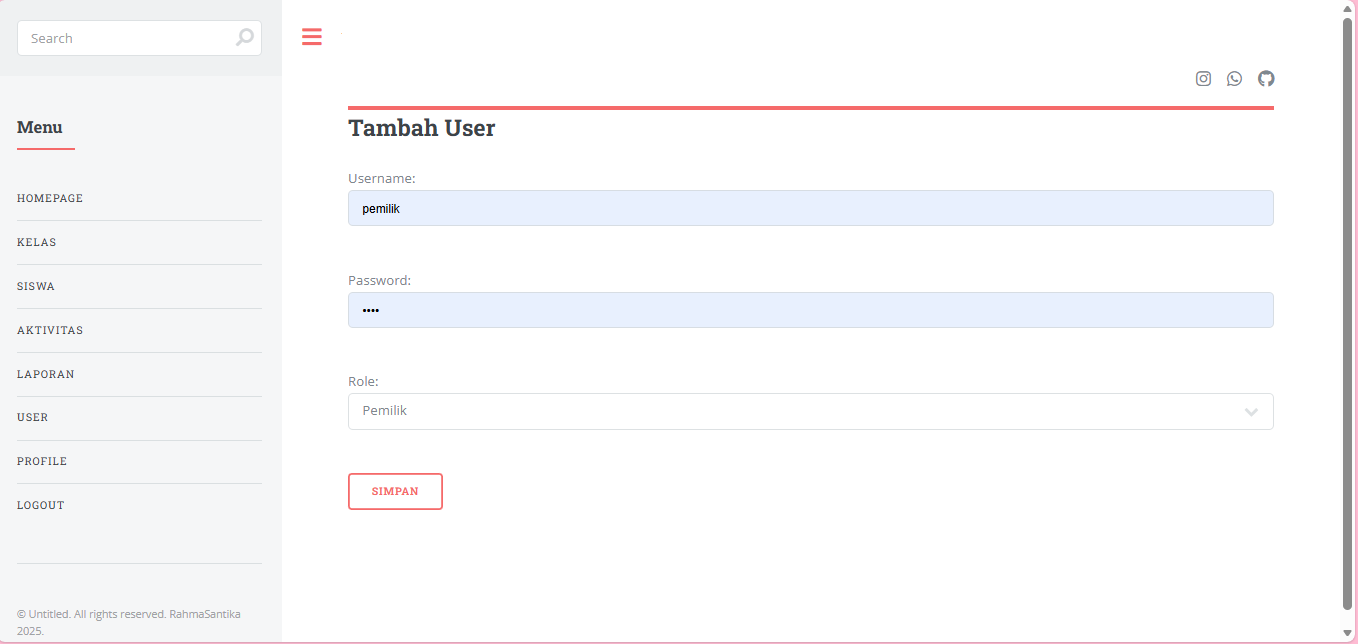 Search
Menu
HOMEPAGE
KELAS
SISWA
AKTIVITAS
LAPORAN
USER
PROFILE
LOGOUT
© Untitled. All rights reserved. RahmaSantika
2025.
Tambah User
Username:
pemilik
Password:
••••
Role:
Pemilik
SIMPAN